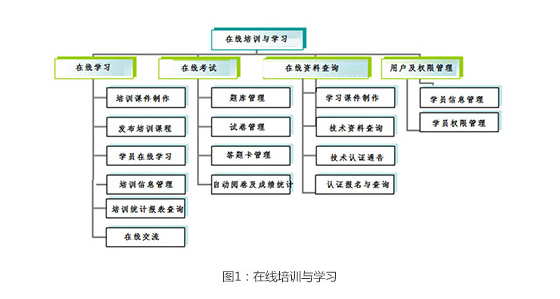 在线培训与学习
在线学习
在线考试
在线资料查询
用户及权限管理
培训课件制作
发布培训课程
学员在线学习
培训信息管理
培训统计报表查询
在线交流
题库管理
试卷管理
答题卡管理
自动阅卷及成绩统计
学习课件制作
技术资料查询
技术认证通告
认证报名与查询
学员信息管理
学员权限管理
图1：在线培训与学习